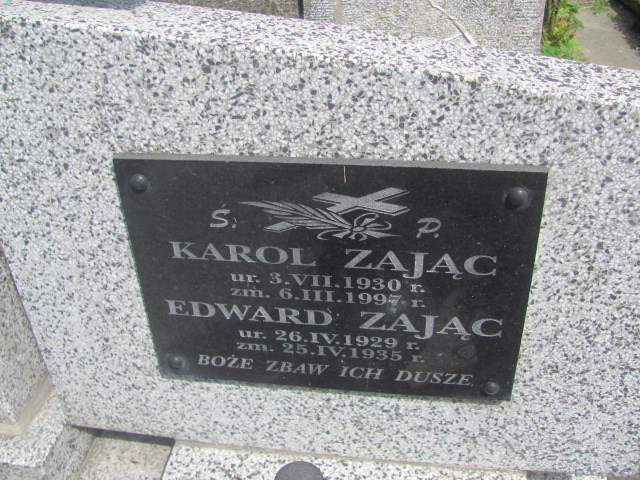 Ś. P.
KAROL ZAJĄC
ur. 3.VII.1930 r.
zm. 6.III.1997 r.
EDWARD ZAJĄC
ur. 26.IV.1929 r.
zm. 25.IV.1935 r.
BOŻE ZBAW ICH DUSZE